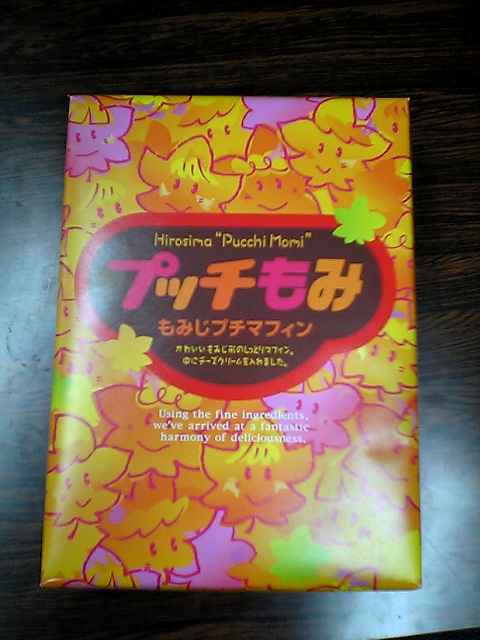 Hirosima "Pucchi Momi"
プッチもみ
もみじプチマフィン
かわいいもみじ形のしっとりマフィン。
中にチーズクリームを入れました。
Using the fine ingredients,
we've arrived at a fantastic
harmony of deliciousness.